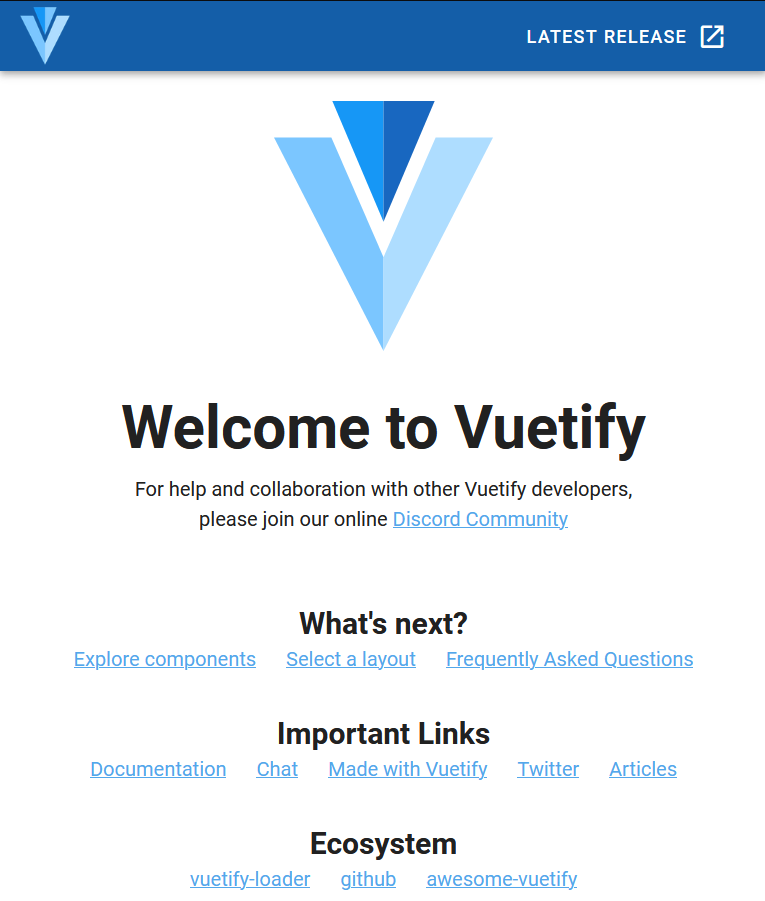 LATEST RELEASE
Welcome to Vuetify
For help and collaboration with other Vuetify developers,
please join our online Discord Community
What's next?
Explore components Select a layout Frequently Asked Questions
Important Links
Documentation Chat Made with Vuetify Twitter Articles
Ecosystem
vuetify-loader github awesome-vuetify